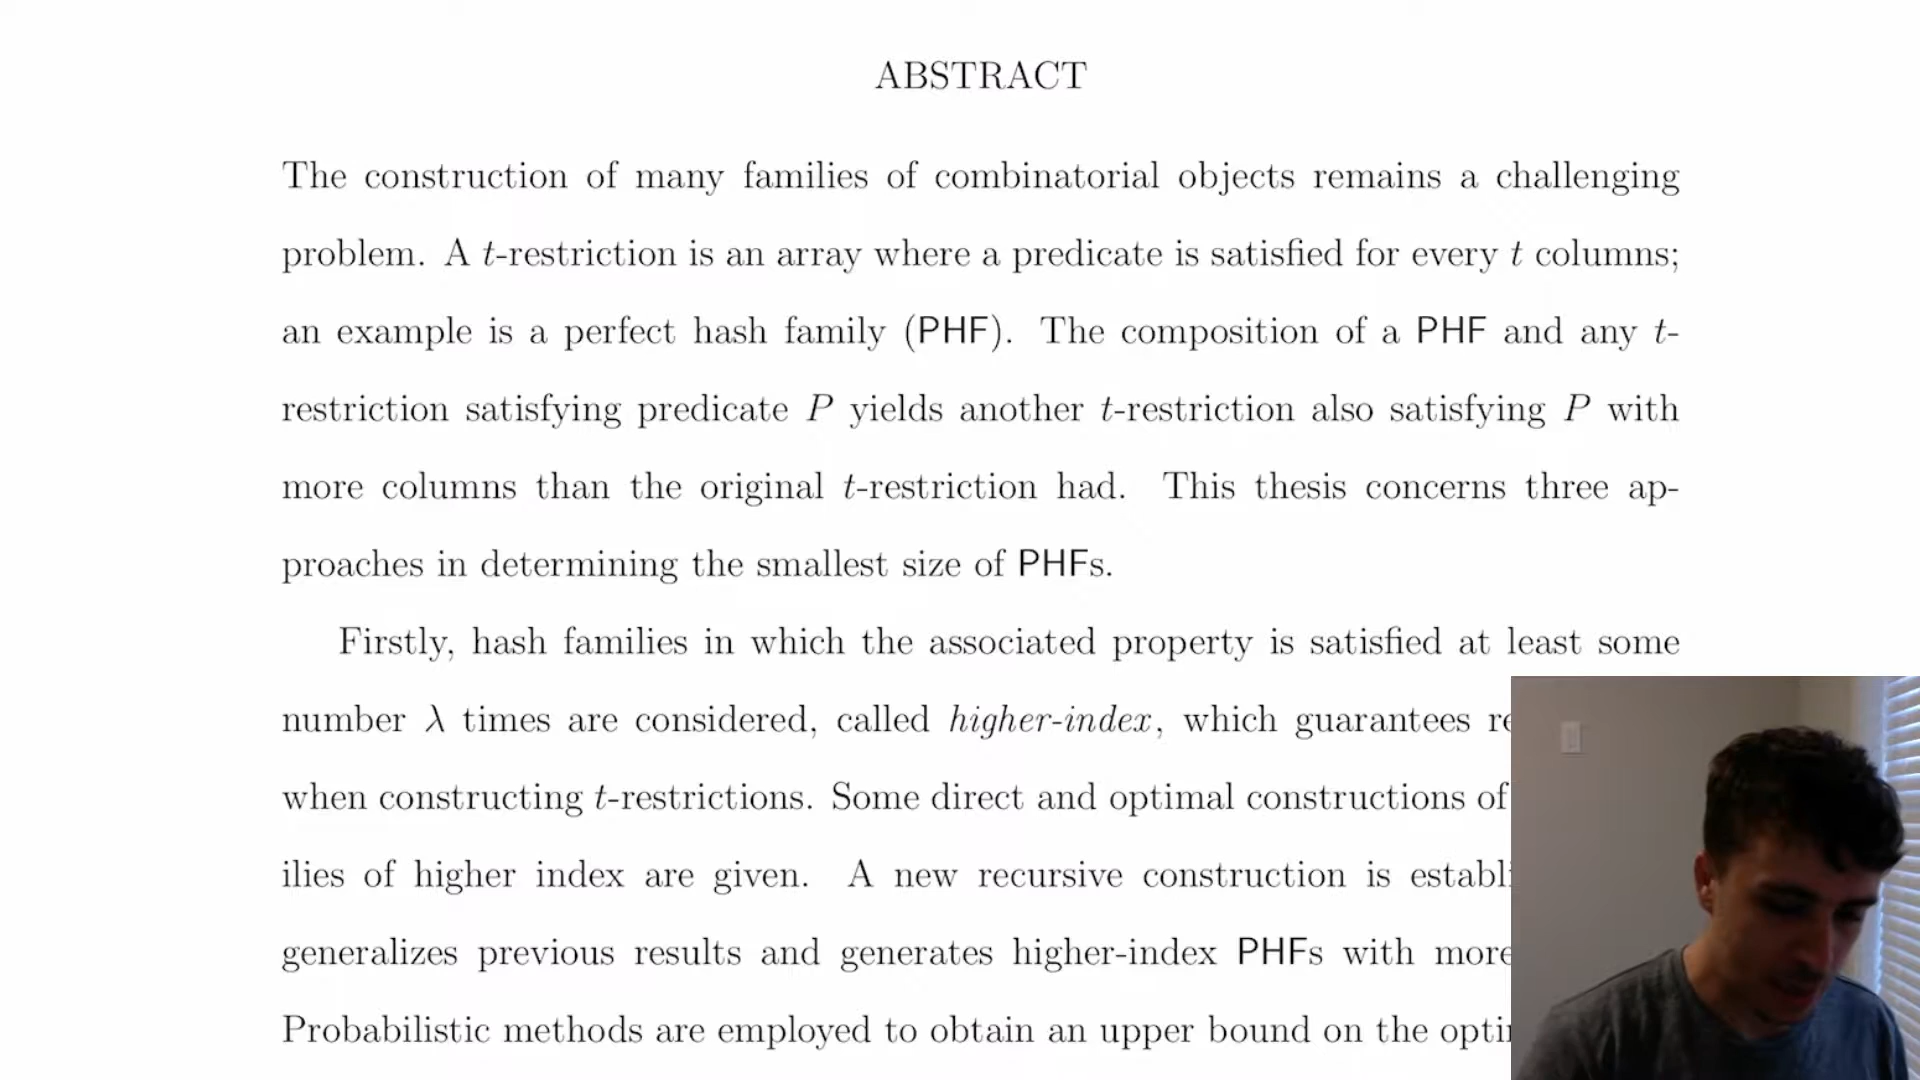 ABSTRACT
The construction of many families of combinatorial objects remains a challenging
problem. A t-restriction is an array where a predicate is satisfied for every t columns;
an example is a perfect hash family (PHF). The composition of a PHF and any t-
restriction satisfying predicate P yields another t-restriction also satisfying P with
more columns than the original t-restriction had. This thesis concerns three ap-
proaches in determining the smallest size of PHFs.
Firstly, hash families in which the associated property is satisfied at least some
number λ times are considered, called higher-index, which guarantees
when constructing t-restrictions. Some direct and optimal constructions of
ilies of higher index are given. A new recursive construction is
generalizes previous results and generates higher-index PHFs with more
Probabilistic methods are employed to obtain an upper bound on the